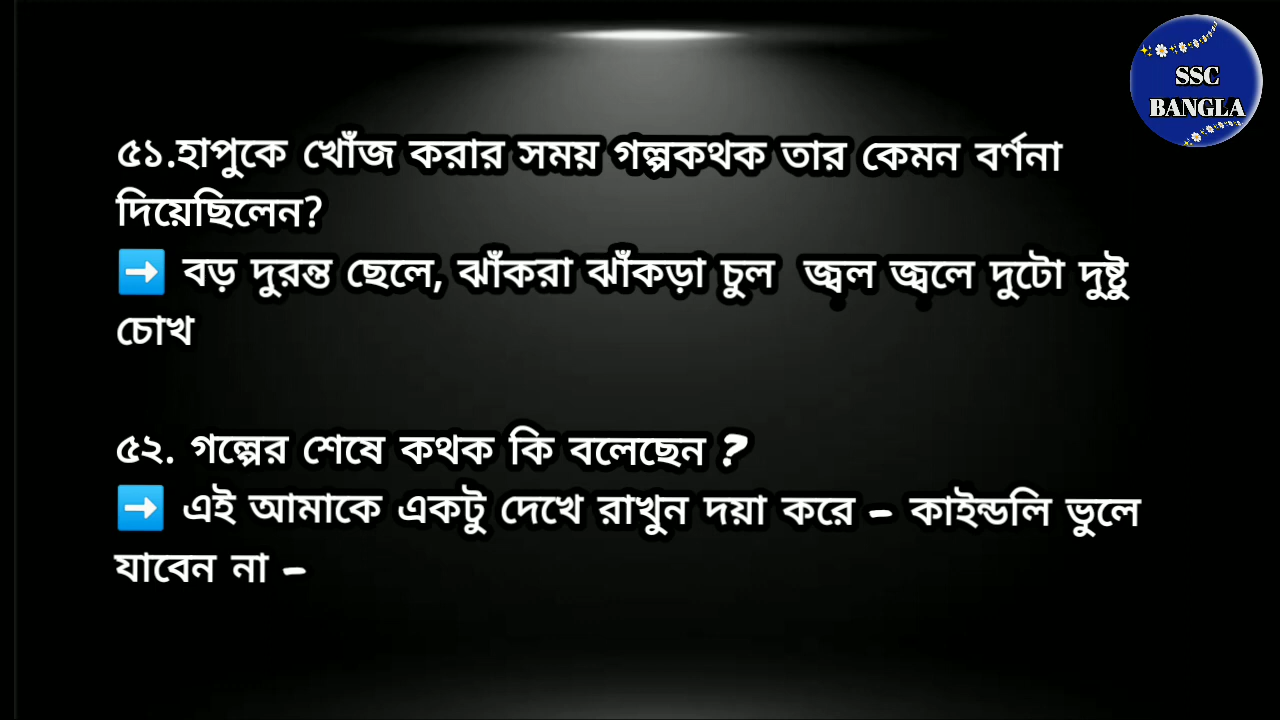 SSC
BANGLA
৫১.হাপুকে খোঁজ করার সময় গল্পকথক তার কেমন বর্ণনা
দিয়েছিলেন?
➡️ বড় দুরন্ত ছেলে, ঝাঁকরা ঝাঁকড়া চুল জ্বল জ্বলে দুটো দুষ্টু
চোখ
৫২. গল্পের শেষে কথক কি বলেছেন ?
➡️ এই আমাকে একটু দেখে রাখুন দয়া করে – কাইন্ডলি ভুলে
যাবেন না –